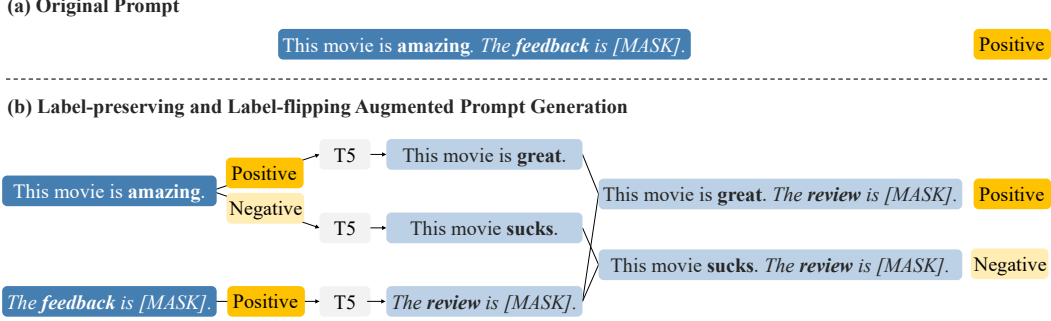 (a) Original Prompt
This movie is amazing. The feedback is [MASK]. Positive
(b) Label-preserving and Label-flipping Augmented Prompt Generation
This movie is amazing.
Positive
T5
This movie is great.
Negative
T5
This movie sucks.
The feedback is [MASK].
Positive
T5
The review is [MASK].
This movie is great. The review is [MASK]. Positive
This movie sucks. The review is [MASK]. Negative